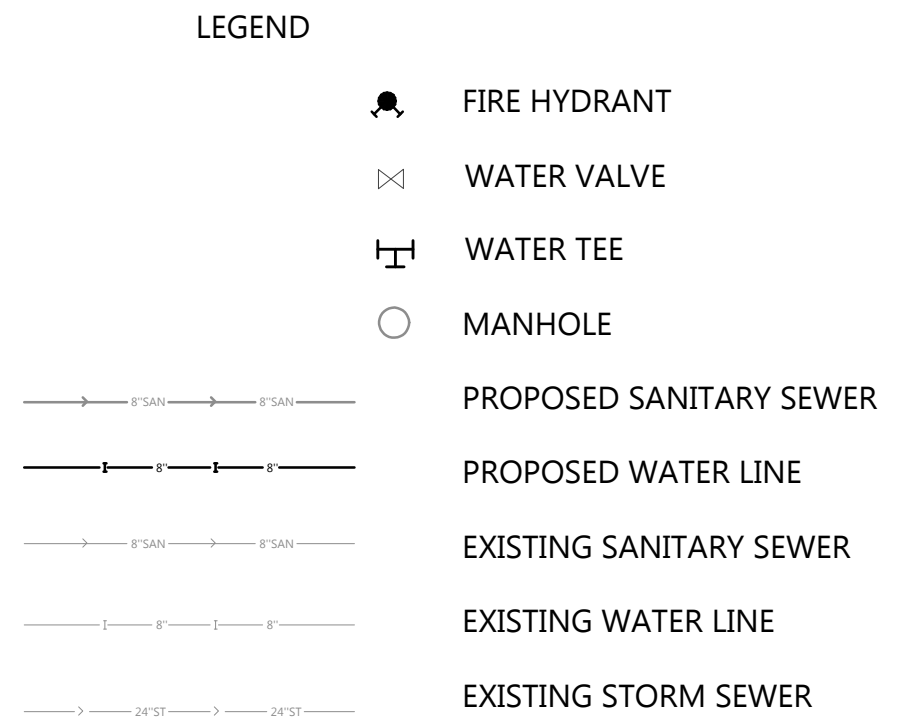 LEGEND
FIRE HYDRANT
WATER VALVE
WATER TEE
MANHOLE
8"SAN 8"SAN PROPOSED SANITARY SEWER
8" 8" PROPOSED WATER LINE
8"SAN 8"SAN EXISTING SANITARY SEWER
8" 8" EXISTING WATER LINE
24"ST 24"ST EXISTING STORM SEWER